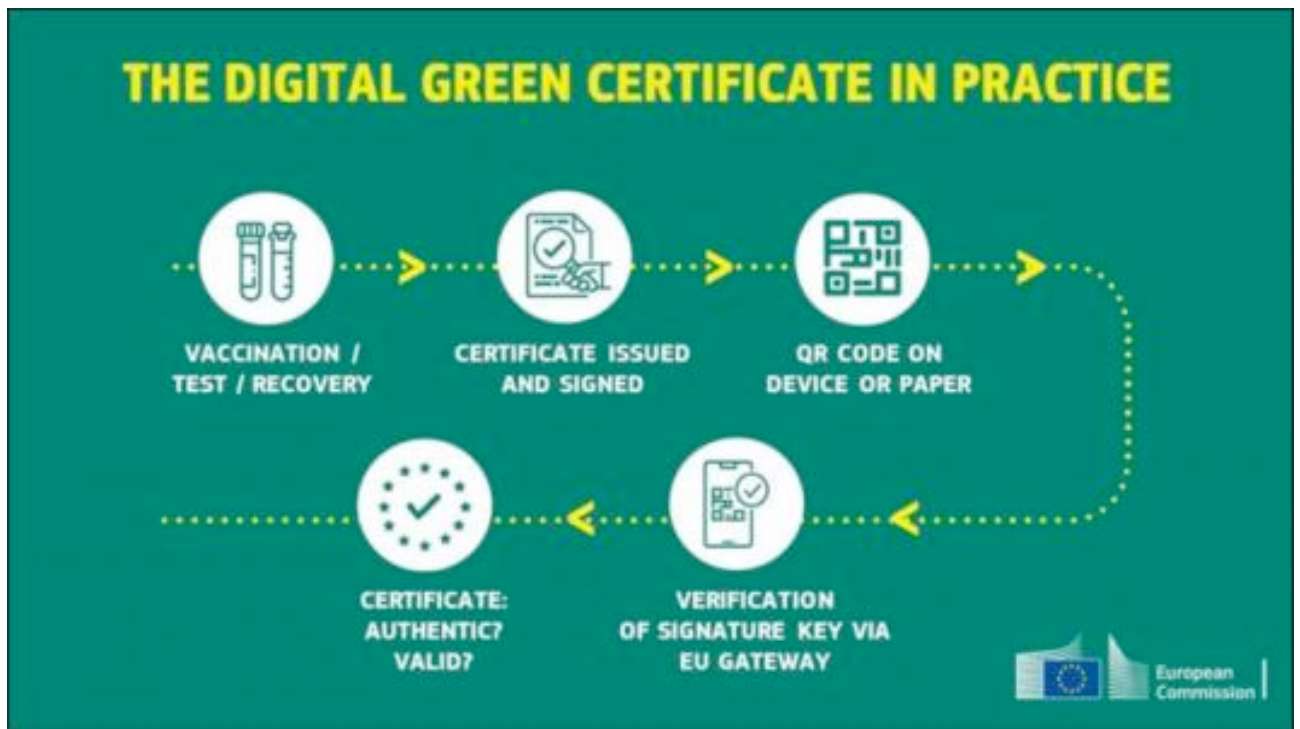 THE DIGITAL GREEN CERTIFICATE IN PRACTICE
VACCINATION /
TEST / RECOVERY
CERTIFICATE ISSUED
AND SIGNED
QR CODE ON
DEVICE OR PAPER
CERTIFICATE:
AUTHENTIC?
VALID?
VERIFICATION
OF SIGNATURE KEY VIA
EU GATEWAY
European
Commission